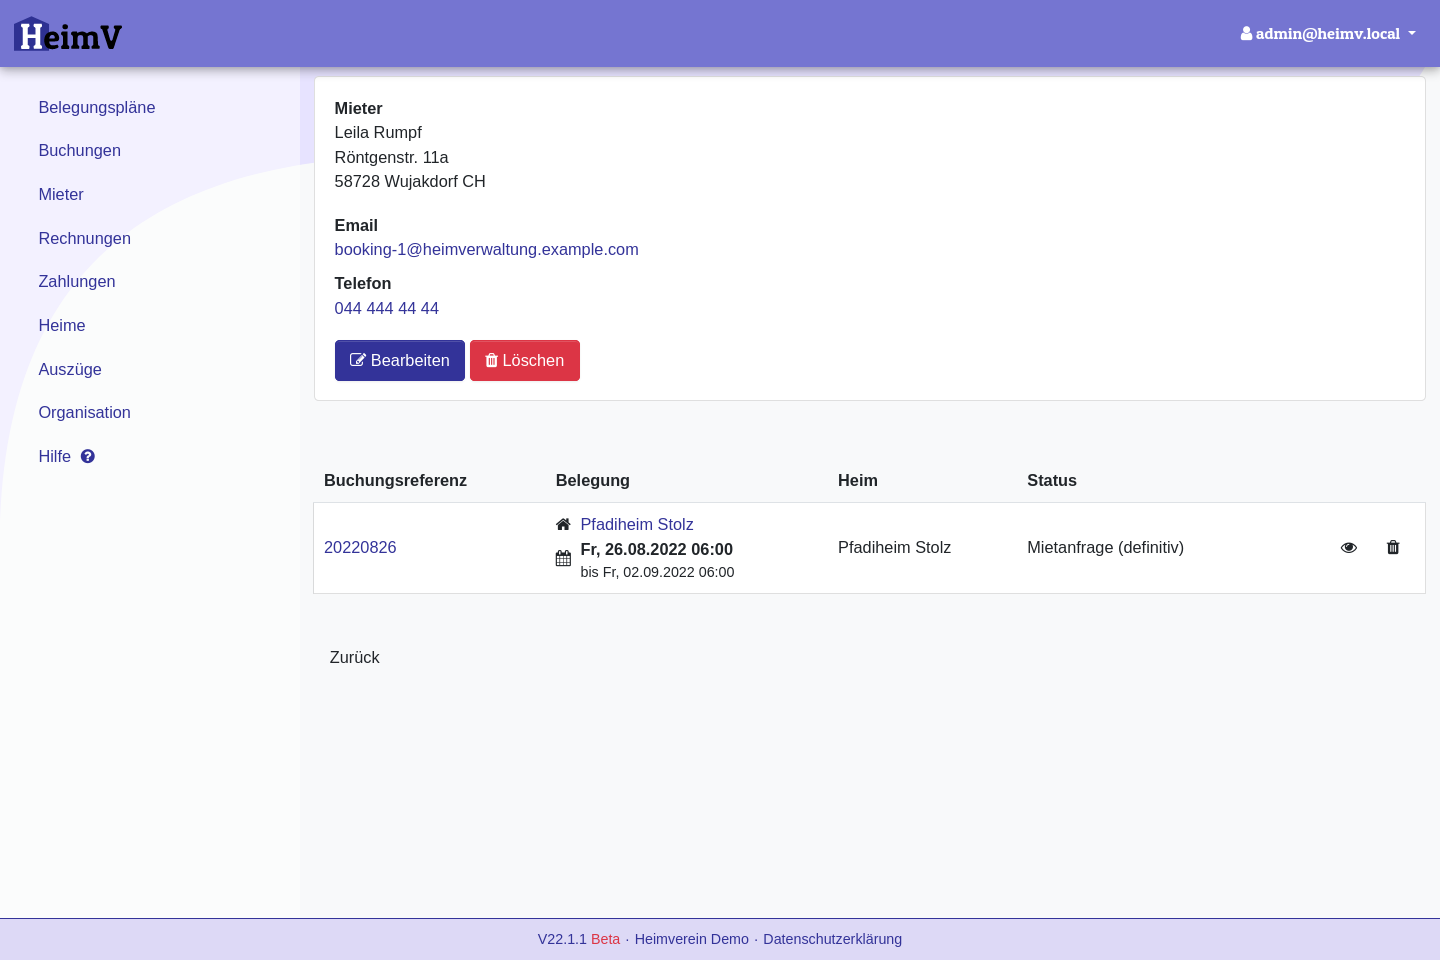 HeimV
admin@heimv.local
Belegungspläne
Buchungen
Mieter
Rechnungen
Zahlungen
Heime
Auszüge
Organisation
Hilfe
Mieter
Leila Rumpf
Röntgenstr. 11a
58728 Wujakdorf CH
Email
booking-1@heimverwaltung.example.com
Telefon
044 444 44 44
Bearbeiten Löschen
Buchungsreferenz Belegung Heim Status
20220826 Pfadiheim Stolz Pfadiheim Stolz Mietanfrage (definitiv)
Fr, 26.08.2022 06:00
bis Fr, 02.09.2022 06:00
Zurück
V22.1.1 Beta · Heimverein Demo · Datenschutzerklärung